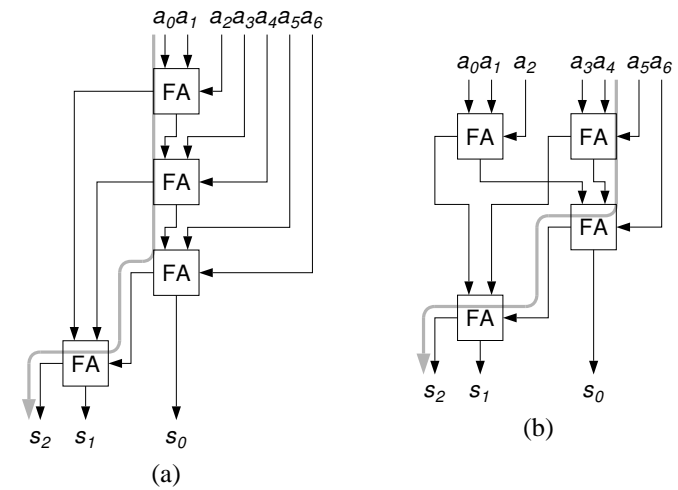 a₀a₁ a₂a₃a₄a₅a₆
FA
FA
FA
FA
s₂ s₁ s₀
(a)
a₀a₁ a₂ a₃a₄ a₅a₆
FA FA
FA
FA
s₂ s₁ s₀
(b)